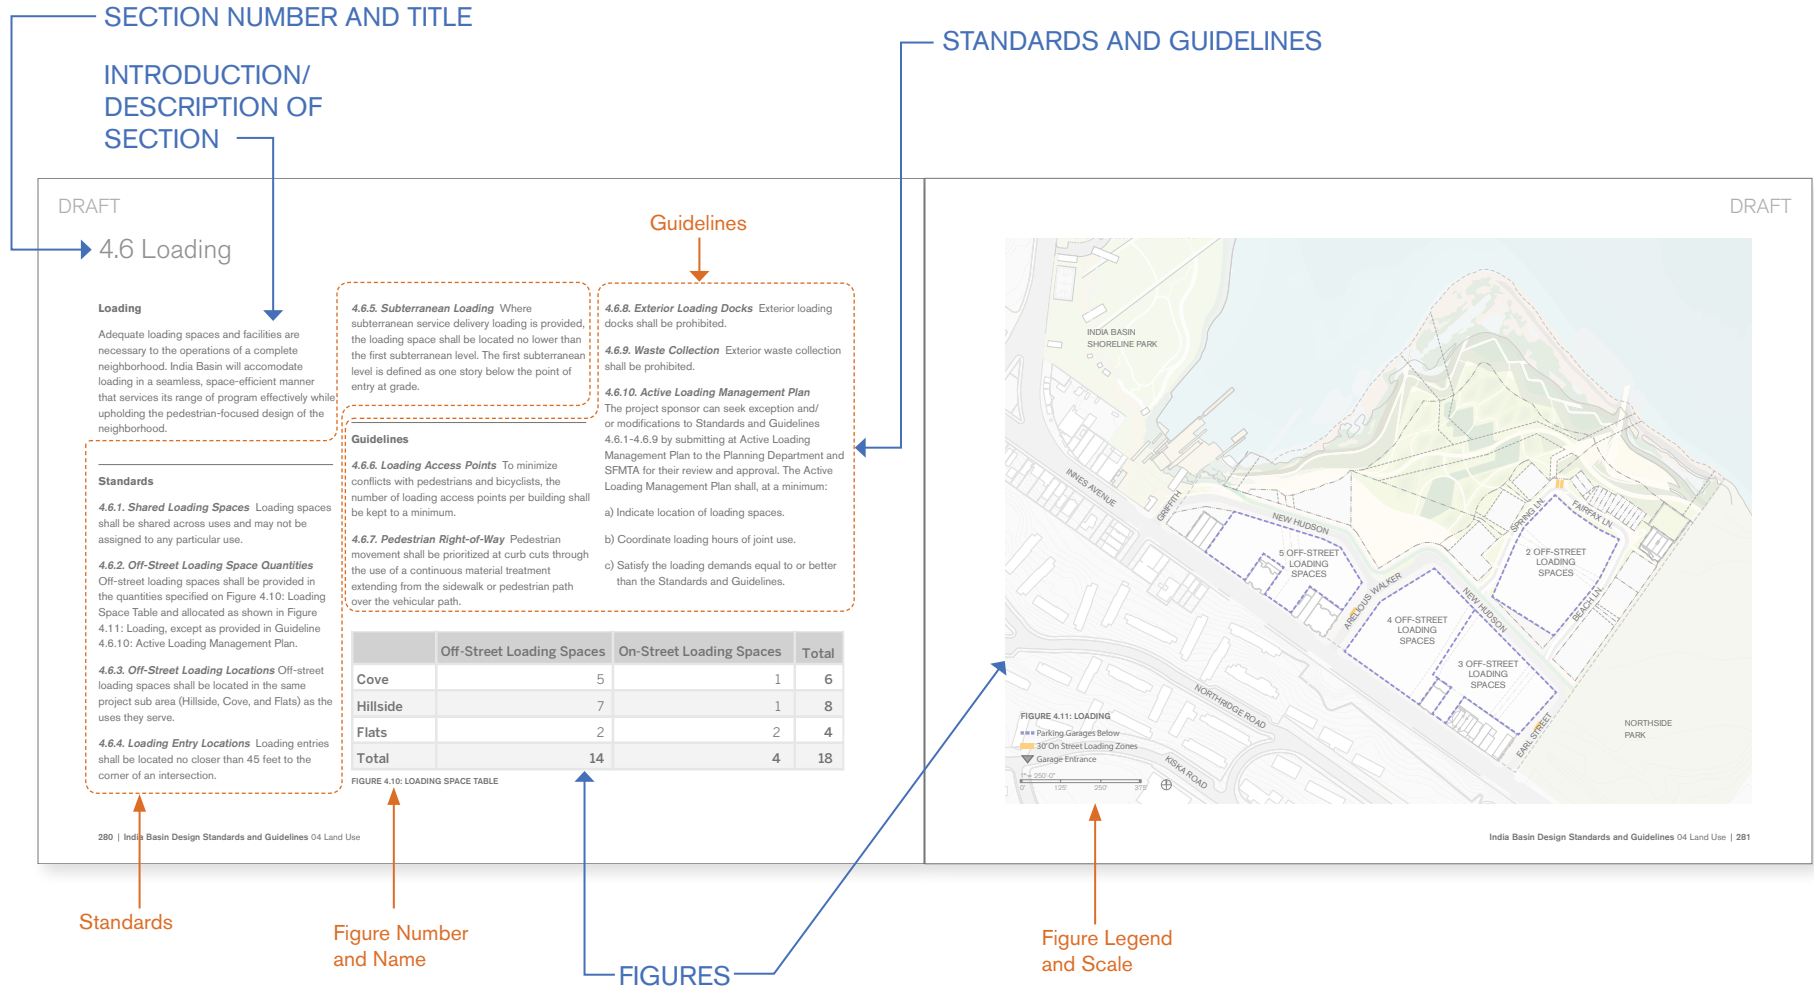 SECTION NUMBER AND TITLE
INTRODUCTION/
DESCRIPTION OF
SECTION
STANDARDS AND GUIDELINES
DRAFT
4.6 Loading
Loading
Adequate loading spaces and facilities are
necessary to the operations of a complete
neighborhood. India Basin will accomodate
loading in a seamless, space-efficient manner
that services its range of program effectively while
upholding the pedestrian-focused design of the
neighborhood.
Standards
4.6.1. Shared Loading Spaces Loading spaces
shall be shared across uses and may not be
assigned to any particular use.
4.6.2. Off-Street Loading Space Quantities
Off-street loading spaces shall be provided in
the quantities specified on Figure 4.10: Loading
Space Table and allocated as shown in Figure
4.11: Loading, except as provided in Guideline
4.6.10: Active Loading Management Plan.
4.6.3. Off-Street Loading Locations Off-street
loading spaces shall be located in the same
project sub area (Hillside, Cove, and Flats) as the
uses they serve.
4.6.4. Loading Entry Locations Loading entries
shall be located no closer than 45 feet to the
corner of an intersection.
4.6.5. Subterranean Loading Where
subterranean service delivery loading is provided,
the loading space shall be located no lower than
the first subterranean level. The first subterranean
level is defined as one story below the point of
entry at grade.
Guidelines
4.6.6. Loading Access Points To minimize
conflicts with pedestrians and bicyclists, the
number of loading access points per building shall
be kept to a minimum.
4.6.7. Pedestrian Right-of-Way Pedestrian
movement shall be prioritized at curb cuts through
the use of a continuous material treatment
extending from the sidewalk or pedestrian path
over the vehicular path.
Guidelines
4.6.8. Exterior Loading Docks Exterior loading
docks shall be prohibited.
4.6.9. Waste Collection Exterior waste collection
shall be prohibited.
4.6.10. Active Loading Management Plan
The project sponsor can seek exception and/
or modifications to Standards and Guidelines
4.6.1-4.6.9 by submitting at Active Loading
Management Plan to the Planning Department and
SFMTA for their review and approval. The Active
Loading Management Plan shall, at a minimum:
a) Indicate location of loading spaces.
b) Coordinate loading hours of joint use.
c) Satisfy the loading demands equal to or better
than the Standards and Guidelines.
Off-Street Loading Spaces On-Street Loading Spaces Total
Cove 5 1 6
Hillside 7 1 8
Flats 2 2 4
Total 14 4 18
FIGURE 4.10: LOADING SPACE TABLE
280 | India Basin Design Standards and Guidelines 04 Land Use
DRAFT
INDIA BASIN
SHORELINE PARK
INNES AVENUE
GRIFFITH
NEW HUDSON
SPRING LN.
FAIRFAX LN.
5 OFF-STREET
LOADING
SPACES
2 OFF-STREET
LOADING
SPACES
ARELIOUS WALKER
NEW HUDSON
BEACH LN.
4 OFF-STREET
LOADING
SPACES
3 OFF-STREET
LOADING
SPACES
NORTHRIDGE ROAD
EARL STREET
NORTHSIDE
PARK
KISKA ROAD
FIGURE 4.11: LOADING
Parking Garages Below
30' On Street Loading Zones
Garage Entrance
1"= 250'-0"
0' 125' 250' 375'
India Basin Design Standards and Guidelines 04 Land Use | 281
Standards
Figure Number
and Name
FIGURES
Figure Legend
and Scale